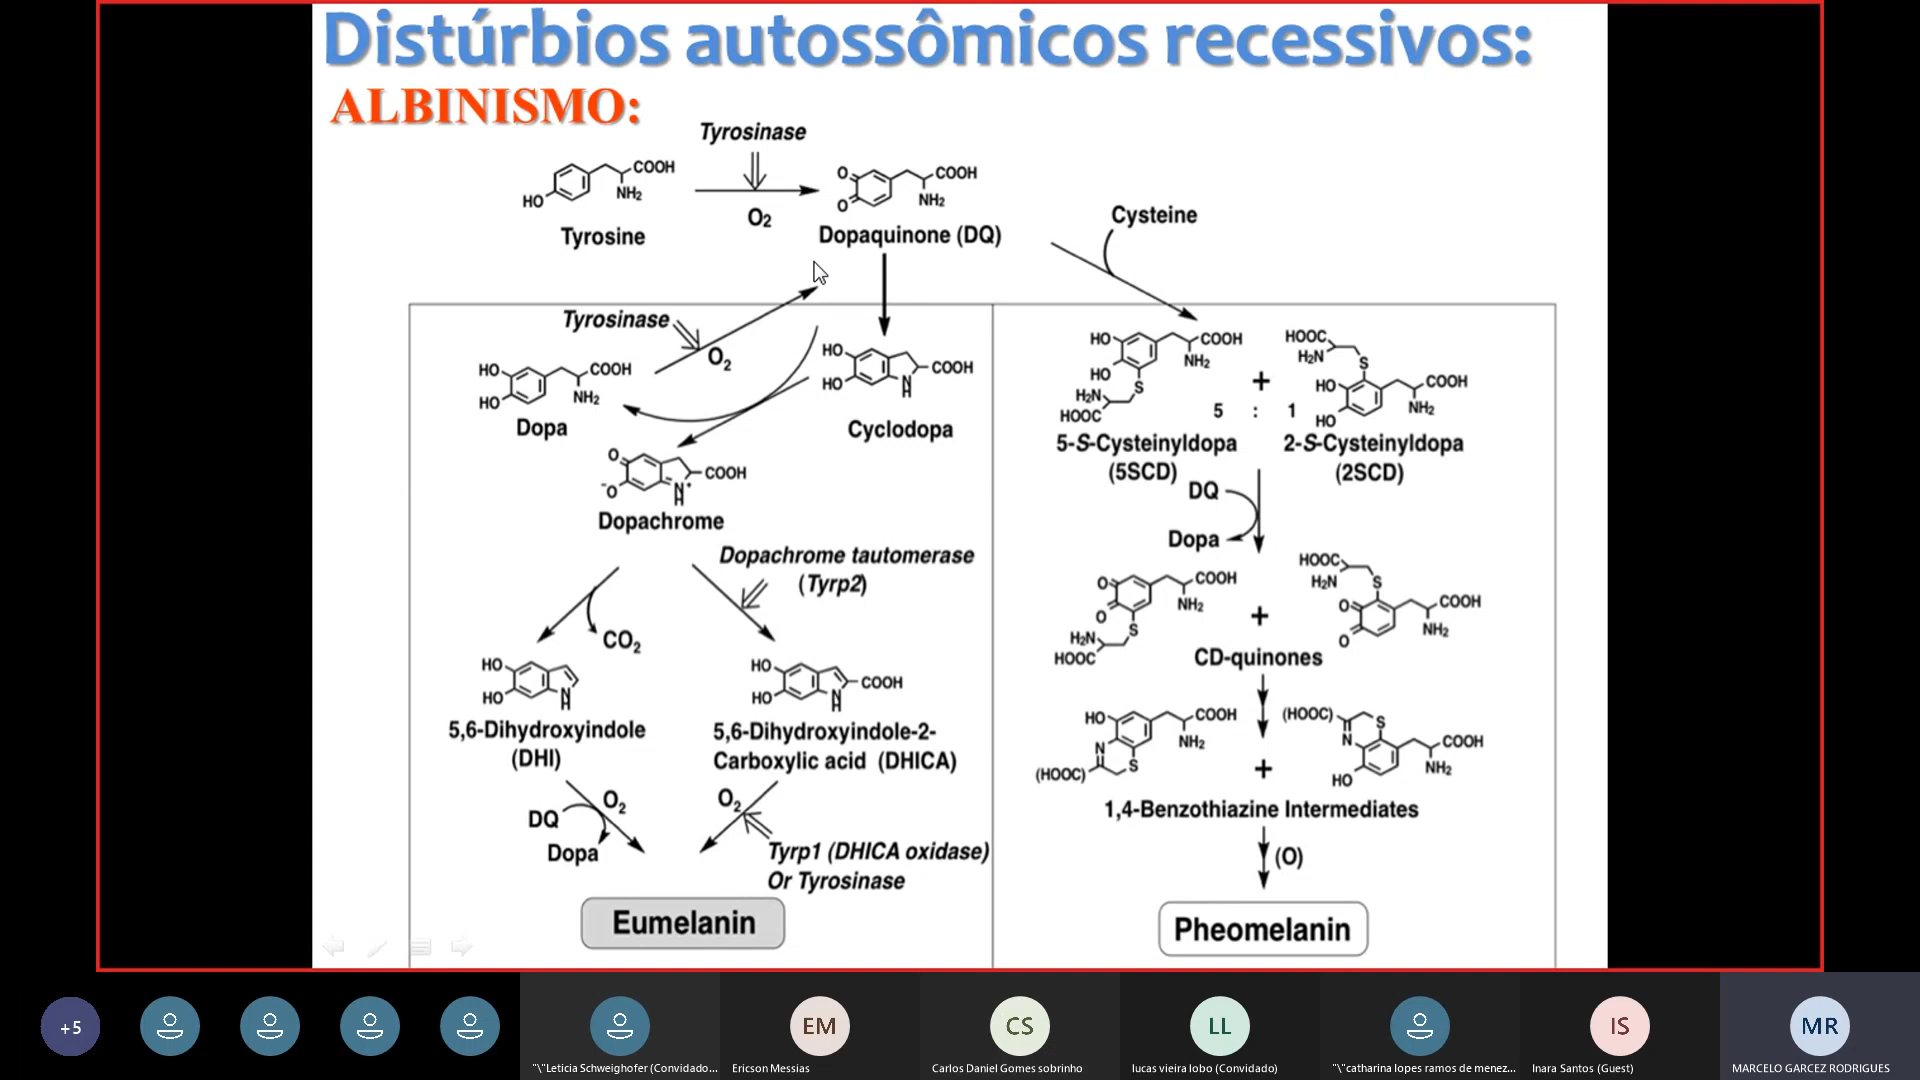 Distúrbios autossômicos recessivos:
ALBINISMO:
Tyrosinase
COOH
NH2
HO
O2
Tyrosine
O
O
COOH
NH2
Dopaquinone (DQ)
Cysteine
Tyrosinase
O2
HO
HO
COOH
NH2
Dopa
HO
HO
N
H
COOH
Cyclodopa
O
-O
N+
H
COOH
Dopachrome
Dopachrome tautomerase
(Tyrp2)
CO2
HO
HO
N
H
5,6-Dihydroxyindole
(DHI)
HO
HO
N
H
COOH
5,6-Dihydroxyindole-2-
Carboxylic acid (DHICA)
DQ
O2
Dopa
O2
Tyrp1 (DHICA oxidase)
Or Tyrosinase
Eumelanin
HO
COOH
NH2
HO
S
H2N
HOOC
+
5 : 1
HOOC
H2N
S
HO
COOH
NH2
HO
5-S-Cysteinyldopa
(5SCD)
2-S-Cysteinyldopa
(2SCD)
DQ
Dopa
O
COOH
NH2
O
S
H2N
HOOC
+
HOOC
H2N
S
O
COOH
NH2
O
CD-quinones
HO
COOH
NH2
N
S
(HOOC)
+
(HOOC)
S
N
COOH
NH2
HO
1,4-Benzothiazine Intermediates
(O)
Pheomelanin
+5
EM
CS
LL
IS
MR
"\"Leticia Schweighofer (Convidado...
Ericson Messias
Carlos Daniel Gomes sobrinho
lucas vieira lobo (Convidado)
"\"catharina lopes ramos de menez...
Inara Santos (Guest)
MARCELO GARCEZ RODRIGUES